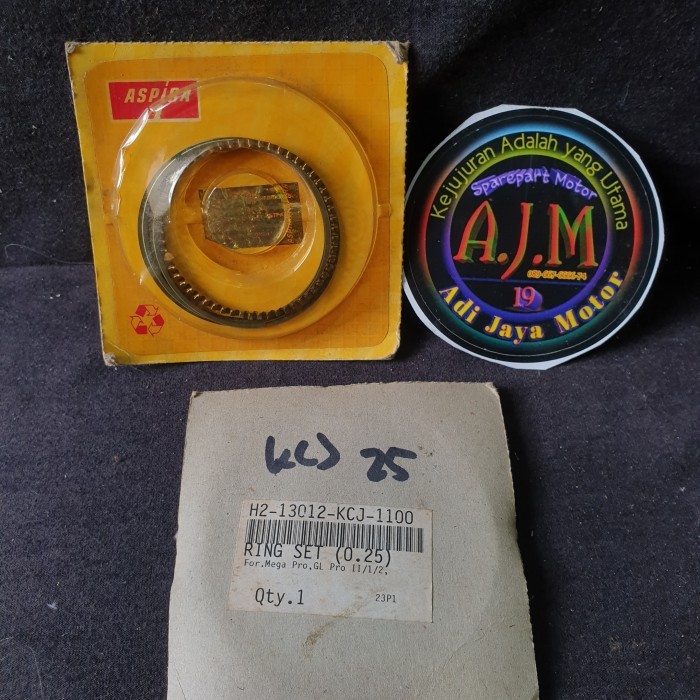 ASPIRA
Kejujuran Adalah yang Utama
Sparepart Motor
A.J.M
19
Adi Jaya Motor
KCJ 25
H2-13012-KCJ-1100
RING SET (0.25)
For.Mega Pro.GL Pro II/1/2.
Qty.1
23P1